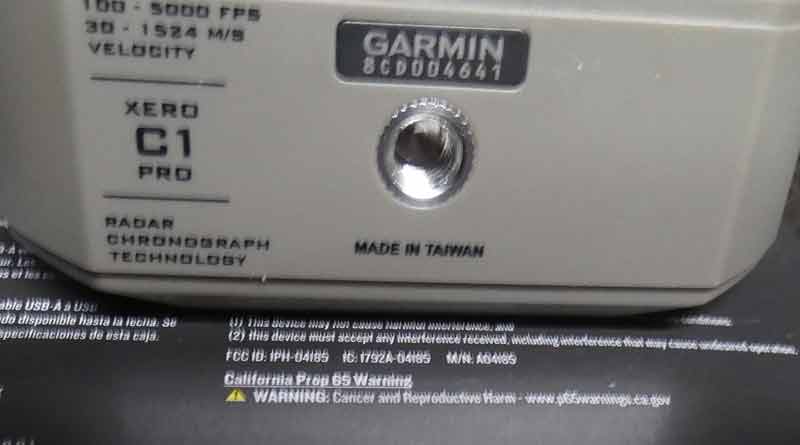 100 - 5000 FPS
30 - 1524 M/S
VELOCITY
XERO
C1
PRO
RADAR
CHRONOGRAPH
TECHNOLOGY
GARMIN
8CD004641
MADE IN TAIWAN
able USB-A a USB
do disponible hasta la fecha. Se
specificaciones de esta caja.
(1) This device may not cause harmful interference, and
(2) this device must accept any interference received, including interference that may cause undesired operation.
FCC ID: IPH-04185 IC: 1792A-04185 M/N: A04185
California Prop 65 Warning
WARNING: Cancer and Reproductive Harm - www.p65warnings.ca.gov